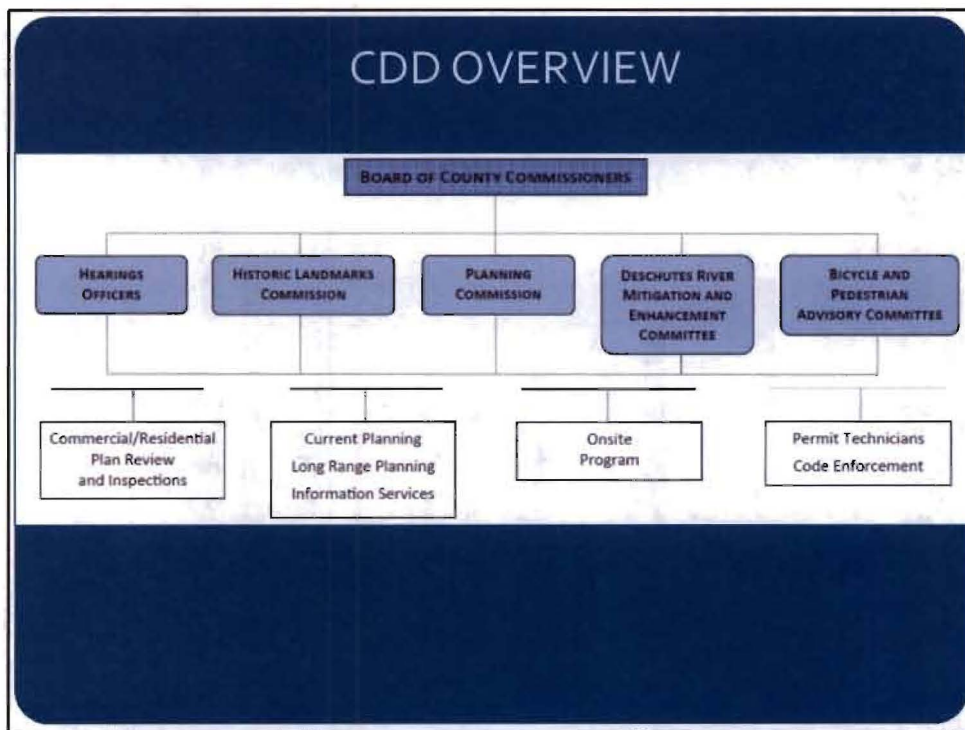 CDD OVERVIEW
BOARD OF COUNTY COMMISSIONERS
HEARINGS
OFFICERS
HISTORIC LANDMARKS
COMMISSION
PLANNING
COMMISSION
DESCHUTES RIVER
MITIGATION AND
ENHANCEMENT
COMMITTEE
BICYCLE AND
PEDESTRIAN
ADVISORY COMMITTEE
Commercial/Residential
Plan Review
and Inspections
Current Planning
Long Range Planning
Information Services
Onsite
Program
Permit Technicians
Code Enforcement